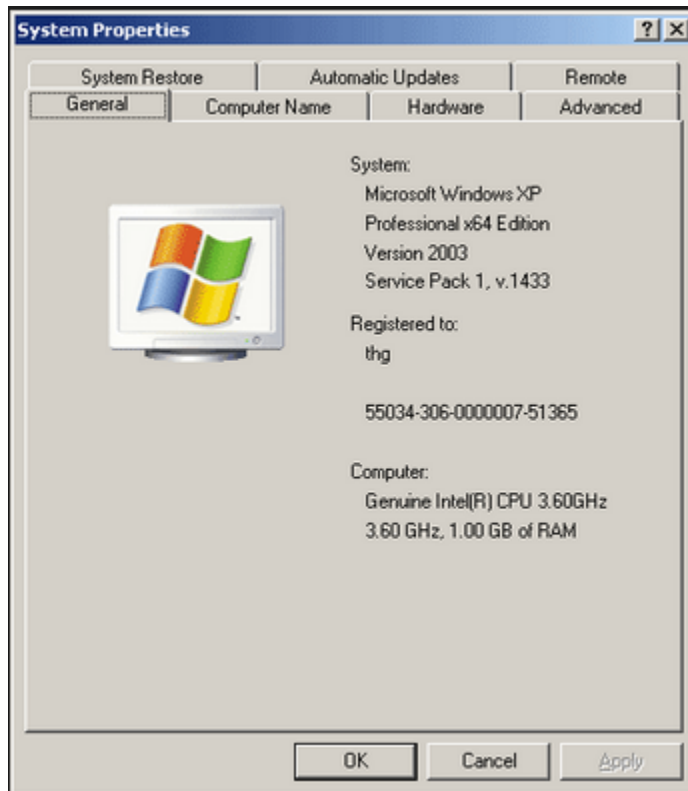 System Properties
System Restore Automatic Updates Remote
General Computer Name Hardware Advanced
System:
Microsoft Windows XP
Professional x64 Edition
Version 2003
Service Pack 1, v.1433
Registered to:
thg
55034-306-0000007-51365
Computer:
Genuine Intel(R) CPU 3.60GHz
3.60 GHz, 1.00 GB of RAM
OK Cancel Apply